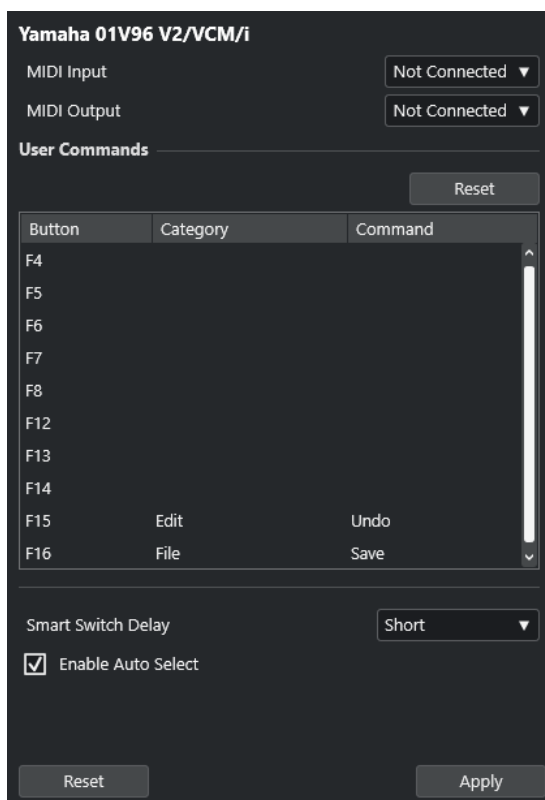 Yamaha 01V96 V2/VCM/i
MIDI Input Not Connected
MIDI Output Not Connected
User Commands
Reset
Button Category Command
F4
F5
F6
F7
F8
F12
F13
F14
F15 Edit Undo
F16 File Save
Smart Switch Delay Short
Enable Auto Select
Reset Apply